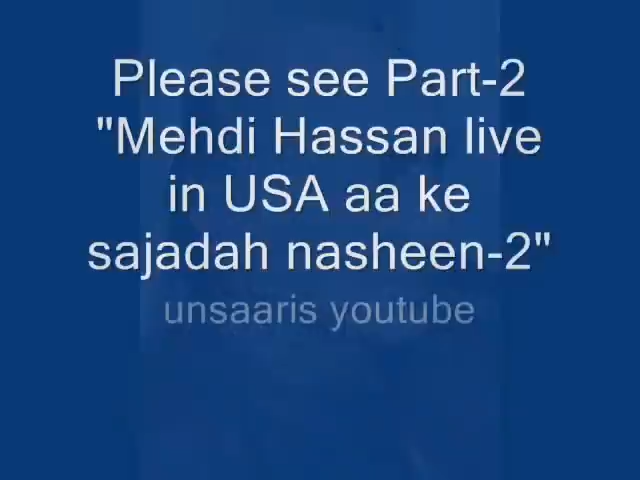 Please see Part-2
"Mehdi Hassan live
in USA aa ke
sajadah nasheen-2"
unsaaris youtube